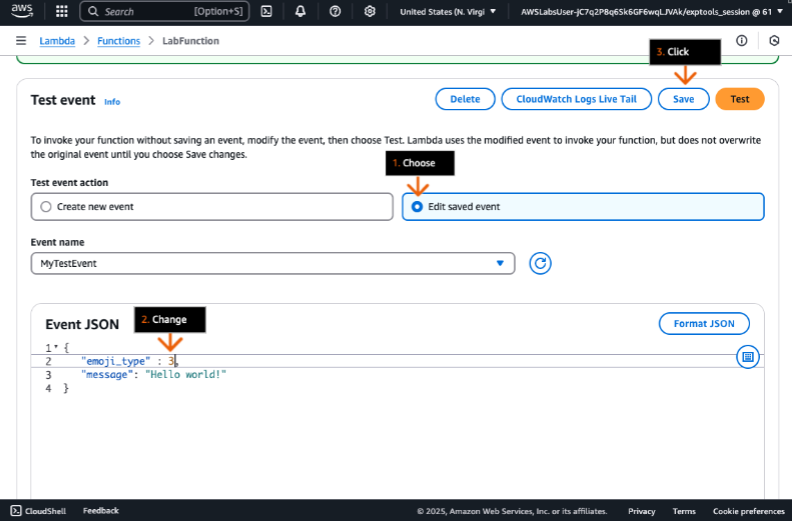 aws
Search [Option+S]
United States (N. Virgi
AWSLabsUser-jC7q2P8q6Sk6GF6wqLJVAk/exptools_session @ 61
Lambda > Functions > LabFunction
3. Click
Test event Info
Delete
CloudWatch Logs Live Tail
Save
Test
To invoke your function without saving an event, modify the event, then choose Test. Lambda uses the modified event to invoke your function, but does not overwrite
the original event until you choose Save changes.
1. Choose
Test event action
Create new event
Edit saved event
Event name
MyTestEvent
Event JSON
2. Change
Format JSON
1 {
2 "emoji_type" : 3,
3 "message": "Hello world!"
4 }
CloudShell
Feedback
© 2025, Amazon Web Services, Inc. or its affiliates.
Privacy
Terms
Cookie preferences